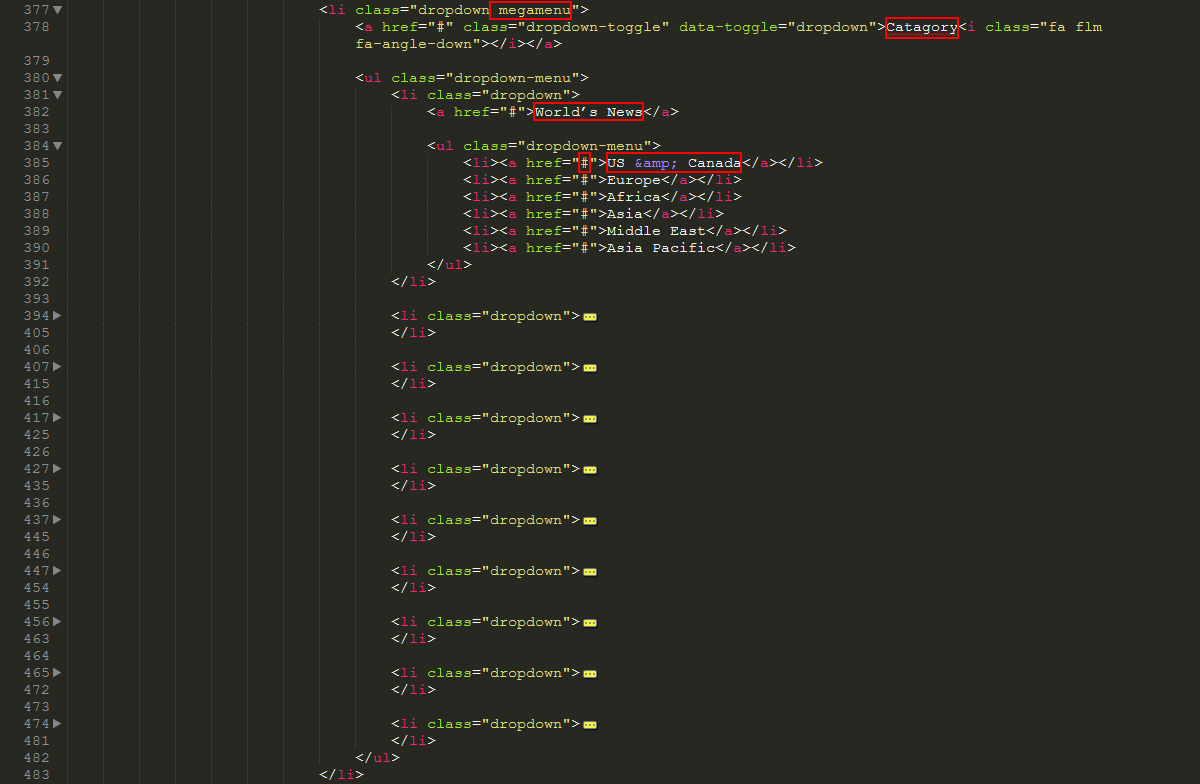 377 <li class="dropdown megamenu">
378 <a href="#" class="dropdown-toggle" data-toggle="dropdown">Catagory<i class="fa flm
fa-angle-down"></i></a>
379
380 <ul class="dropdown-menu">
381 <li class="dropdown">
382 <a href="#">World’s News</a>
383
384 <ul class="dropdown-menu">
385 <li><a href="#">US &amp; Canada</a></li>
386 <li><a href="#">Europe</a></li>
387 <li><a href="#">Africa</a></li>
388 <li><a href="#">Asia</a></li>
389 <li><a href="#">Middle East</a></li>
390 <li><a href="#">Asia Pacific</a></li>
391 </ul>
392 </li>
393
394 <li class="dropdown">
405 </li>
406
407 <li class="dropdown">
415 </li>
416
417 <li class="dropdown">
425 </li>
426
427 <li class="dropdown">
435 </li>
436
437 <li class="dropdown">
445 </li>
446
447 <li class="dropdown">
454 </li>
455
456 <li class="dropdown">
463 </li>
464
465 <li class="dropdown">
472 </li>
473
474 <li class="dropdown">
481 </li>
482 </ul>
483 </li>